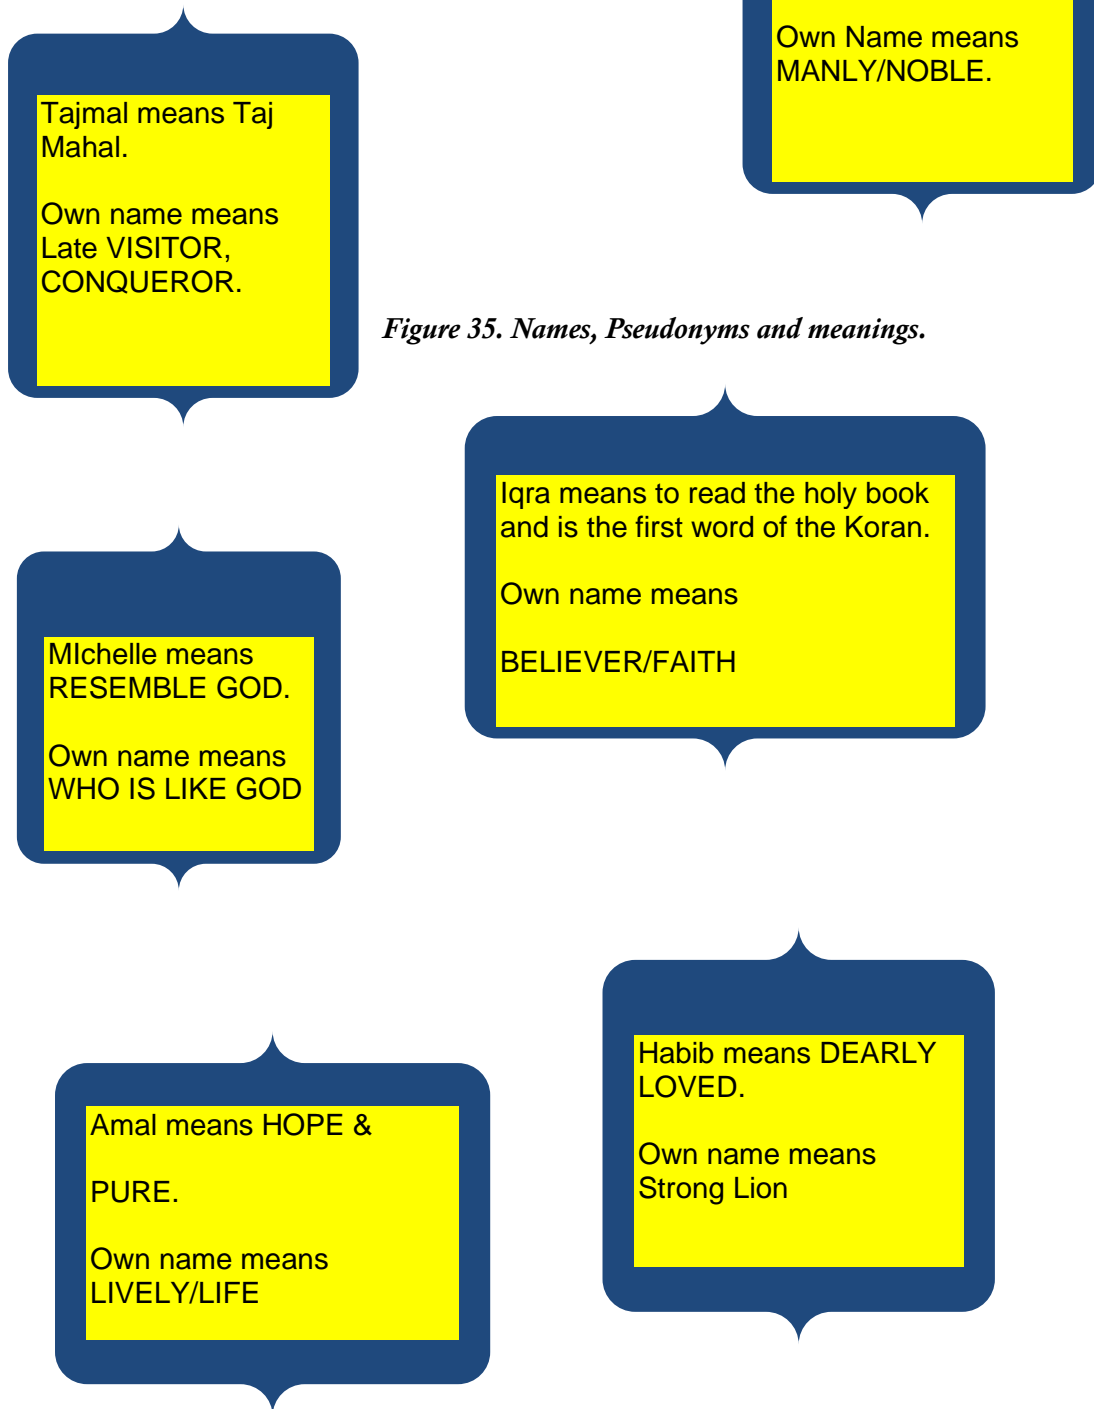 Own Name means
MANLY/NOBLE.
Tajmal means Taj
Mahal.
Own name means
Late VISITOR,
CONQUEROR.
Figure 35. Names, Pseudonyms and meanings.
Iqra means to read the holy book
and is the first word of the Koran.
Own name means
BELIEVER/FAITH
MIchelle means
RESEMBLE GOD.
Own name means
WHO IS LIKE GOD
Habib means DEARLY
LOVED.
Own name means
Strong Lion
Amal means HOPE &
PURE.
Own name means
LIVELY/LIFE